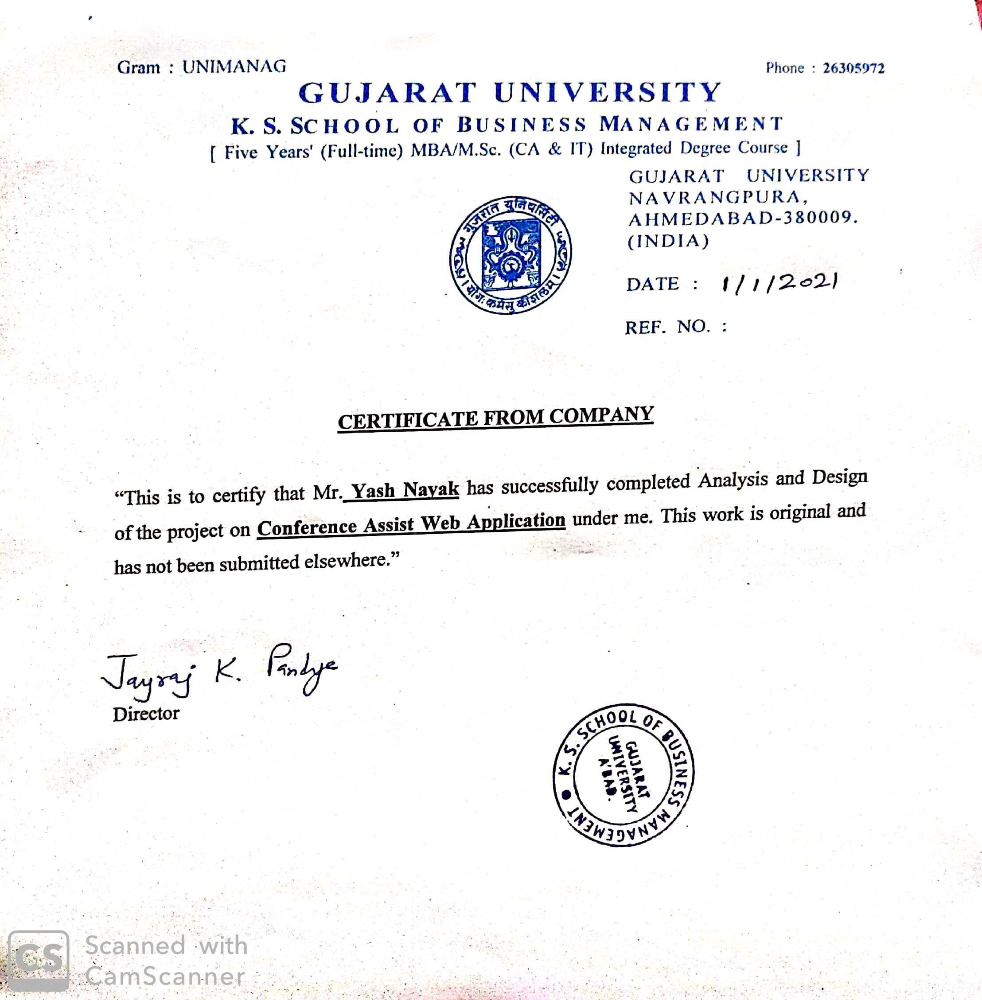 Gram : UNIMANAG
Phone : 26305972
GUJARAT UNIVERSITY
K. S. SCHOOL OF BUSINESS MANAGEMENT
[ Five Years' (Full-time) MBA/M.Sc. (CA & IT) Integrated Degree Course ]
GUJARAT UNIVERSITY
NAVRANGPURA,
AHMEDABAD-380009.
(INDIA)
गुजरात युनिवर्सिटी
। योगः कर्मसु कौशलम् ।
DATE : 1/1/2021
REF. NO. :
CERTIFICATE FROM COMPANY
“This is to certify that Mr. Yash Nayak has successfully completed Analysis and Design
of the project on Conference Assist Web Application under me. This work is original and
has not been submitted elsewhere.”
Jayraj K. Pandya
Director
K. S. SCHOOL OF BUSINESS MANAGEMENT
GUJARAT
UNIVERSITY
A'BAD.
CS
Scanned with
CamScanner